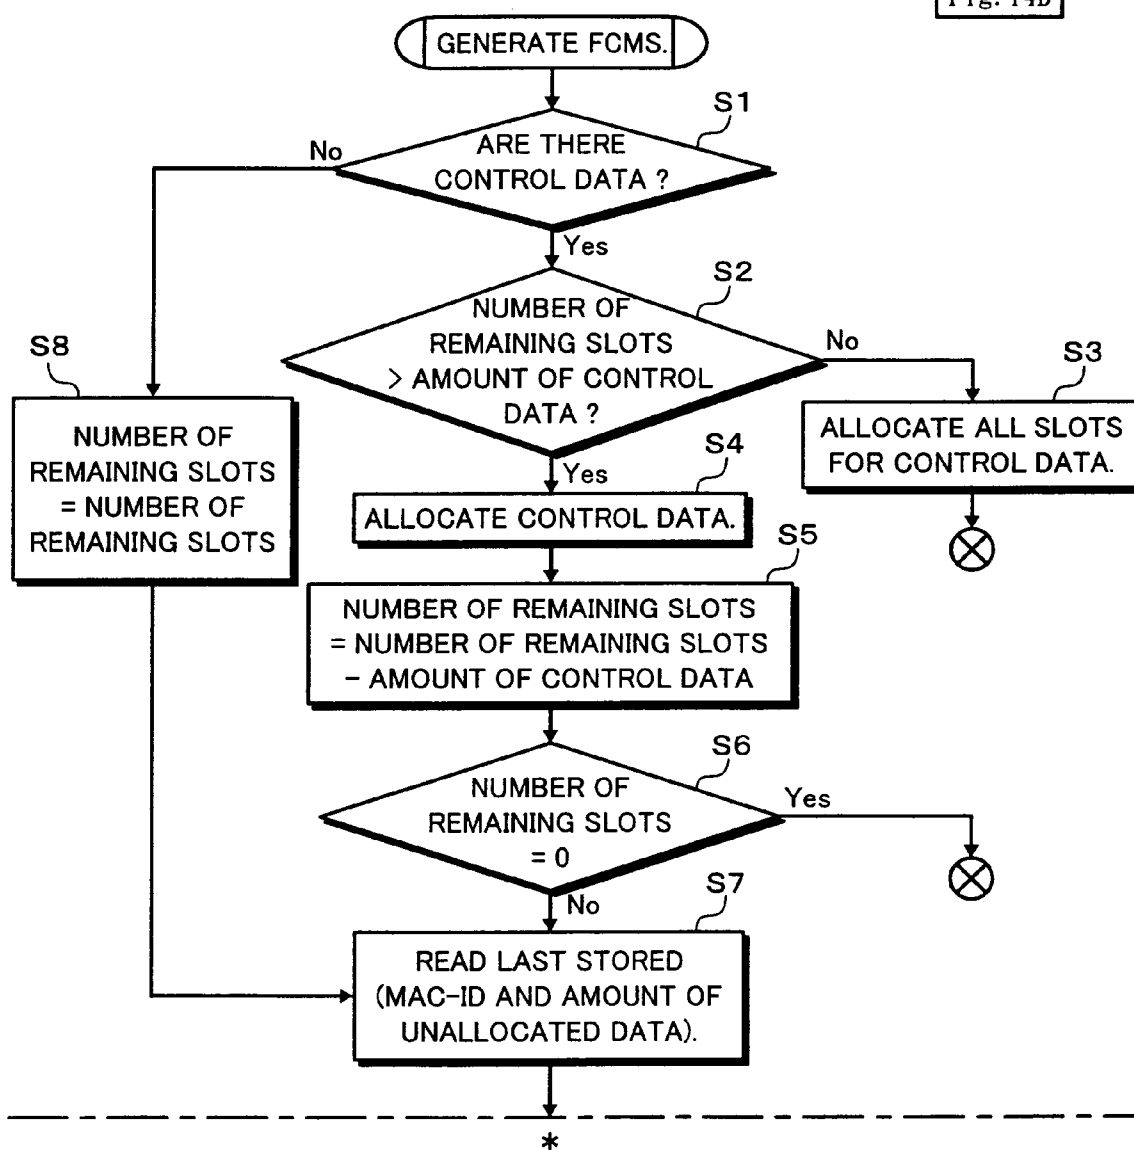 Fig. 14B
GENERATE FCMS.
S1
ARE THERE
CONTROL DATA ?
No
Yes
S2
NUMBER OF
REMAINING SLOTS
> AMOUNT OF CONTROL
DATA ?
No
Yes
S8
NUMBER OF
REMAINING SLOTS
= NUMBER OF
REMAINING SLOTS
S3
ALLOCATE ALL SLOTS
FOR CONTROL DATA.
S4
ALLOCATE CONTROL DATA.
S5
NUMBER OF REMAINING SLOTS
= NUMBER OF REMAINING SLOTS
− AMOUNT OF CONTROL DATA
S6
NUMBER OF
REMAINING SLOTS
= 0
Yes
No
S7
READ LAST STORED
(MAC-ID AND AMOUNT OF
UNALLOCATED DATA).
*